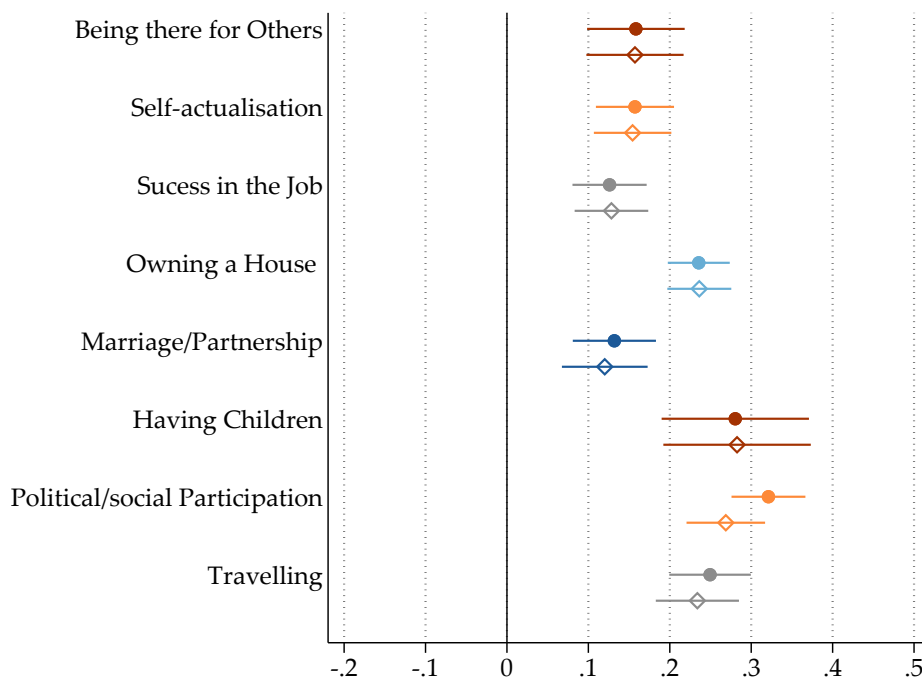 Being there for Others
Self-actualisation
Sucess in the Job
Owning a House
Marriage/Partnership
Having Children
Political/social Participation
Travelling
-.2 -.1 0 .1 .2 .3 .4 .5